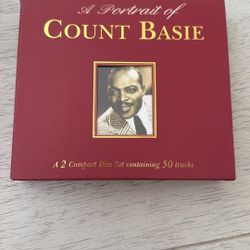 A Portrait of
COUNT BASIE
A 2 Compact Disc Set containing 50 tracks